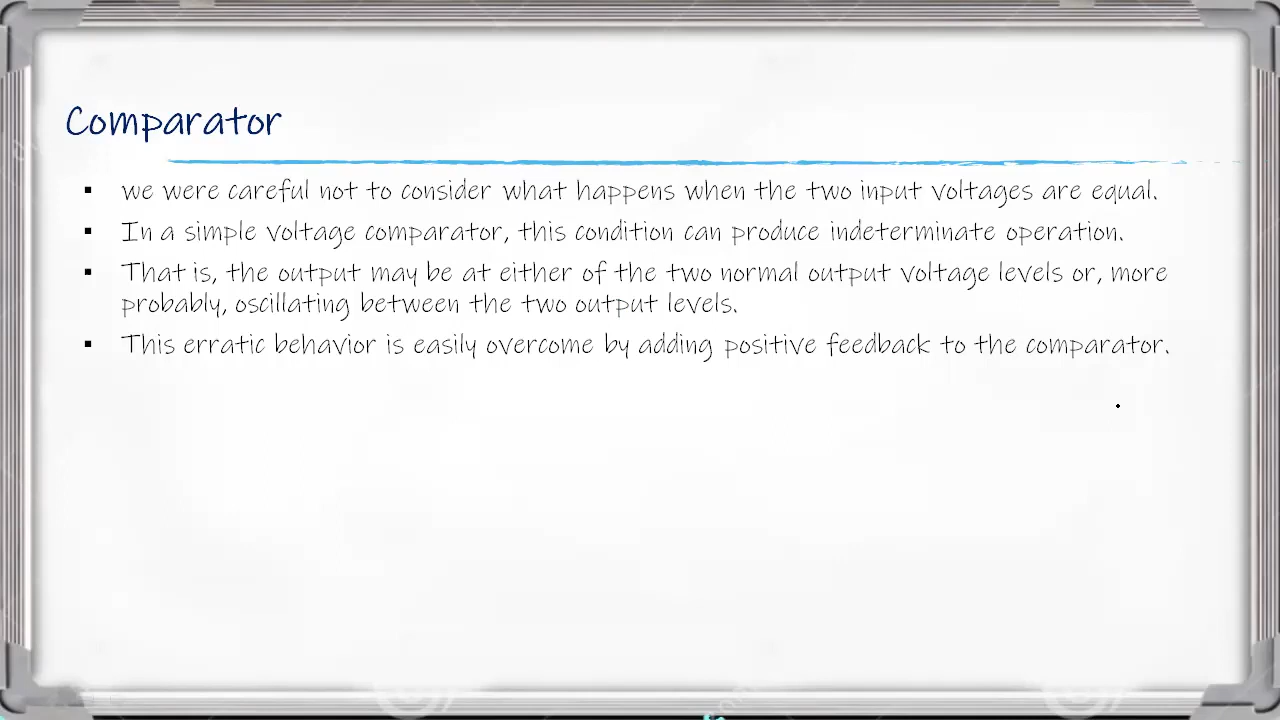 Comparator
▪ we were careful not to consider what happens when the two input voltages are equal.
▪ In a simple voltage comparator, this condition can produce indeterminate operation.
▪ That is, the output may be at either of the two normal output voltage levels or, more
probably, oscillating between the two output levels.
▪ This erratic behavior is easily overcome by adding positive feedback to the comparator.